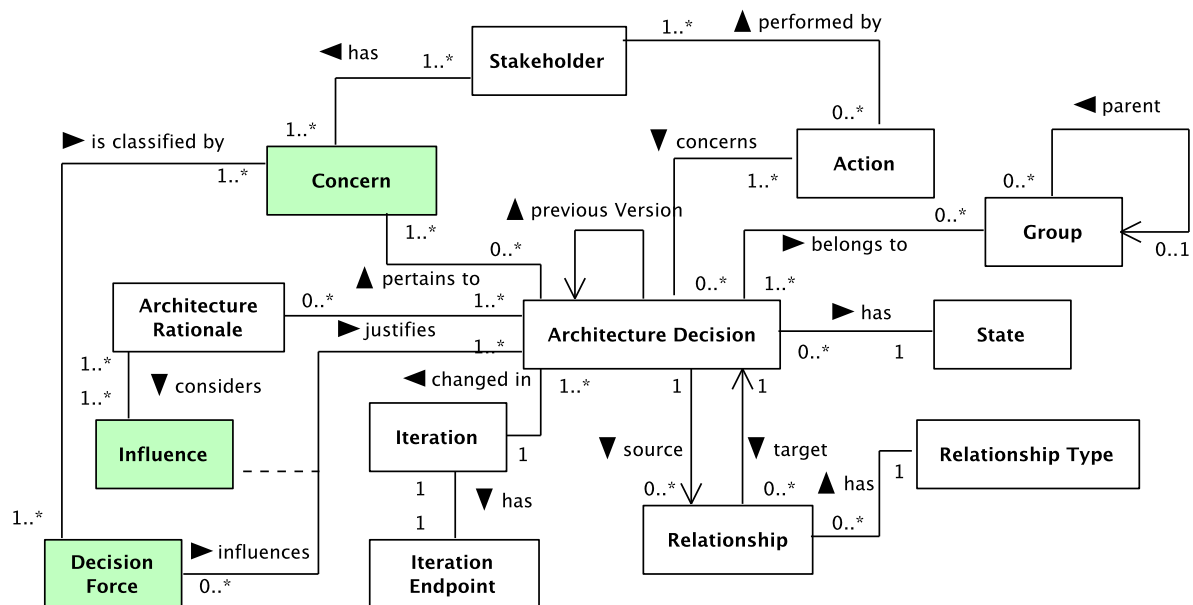 performed by
1..*
Stakeholder
has
1..*
0..*
parent
1..*
is classified by
concerns
Action
1..*
1..*
0..*
Concern
previous Version
0..*
Group
1..*
0..*
belongs to
0..1
pertains to
0..*
1..*
Architecture
Rationale
0..*
1..*
justifies
Architecture Decision
has
State
1..*
0..*
1
1..*
considers
1..*
changed in
1..*
1
1
Influence
Iteration
1
source
target
Relationship Type
1
has
1
has
0..*
0..*
1..*
1
0..*
Decision
Force
influences
0..*
Iteration
Endpoint
Relationship